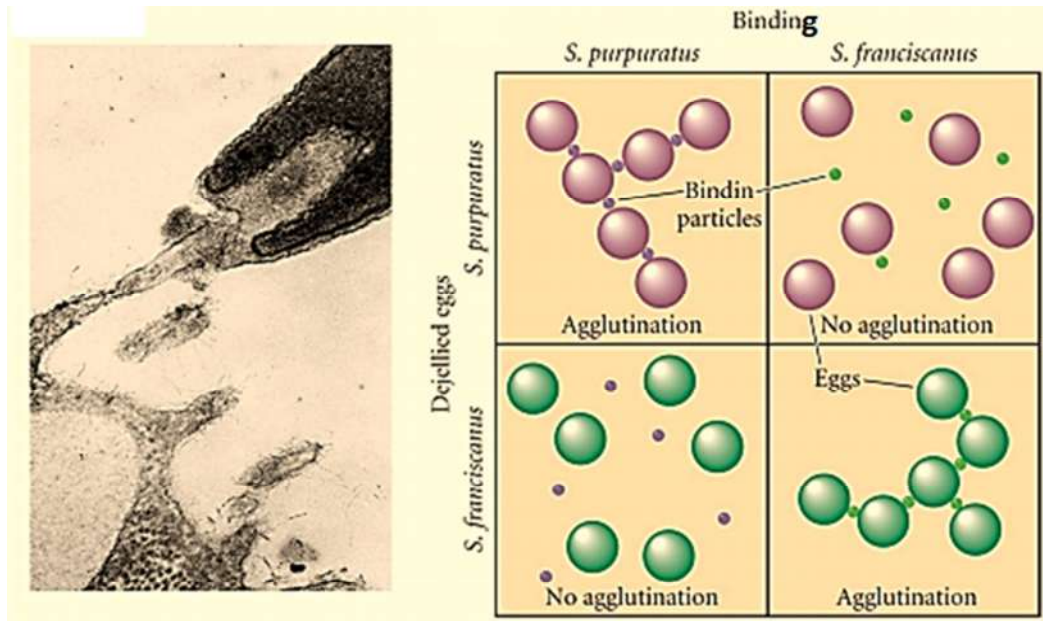 Binding
S. purpuratus
S. franciscanus
Dejellied eggs
S. purpuratus
Bindin
particles
Agglutination
No agglutination
S. franciscanus
Eggs
No agglutination
Agglutination